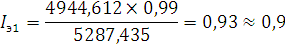 Iэ1 = 4944,612 × 0,99 / 5287,435 = 0,93 ≈ 0,9